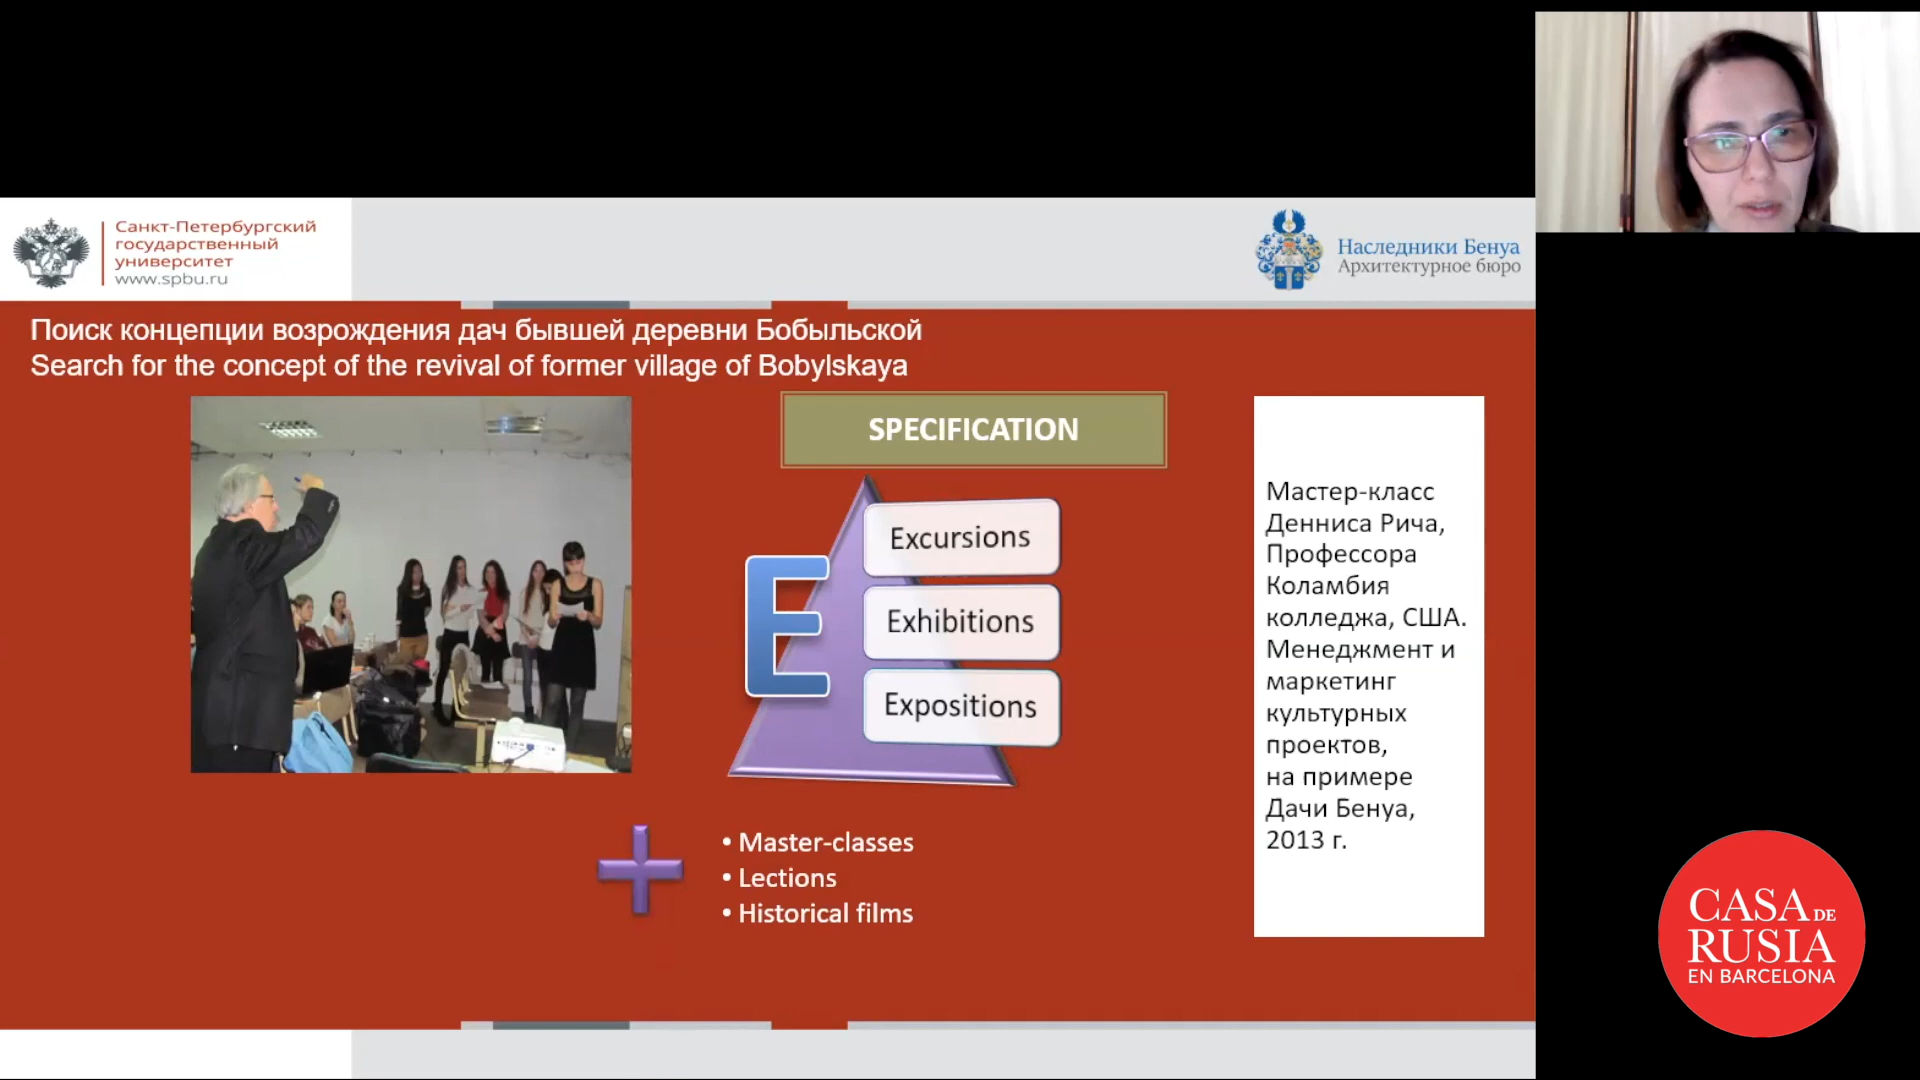 Санкт-Петербургский
государственный
университет
www.spbu.ru
Наследники Бенуа
Архитектурное бюро
Поиск концепции возрождения дач бывшей деревни Бобыльской
Search for the concept of the revival of former village of Bobylskaya
SPECIFICATION
E
Excursions
Exhibitions
Expositions
• Master-classes
• Lections
• Historical films
Мастер-класс
Денниса Рича,
Профессора
Коламбия
колледжа, США.
Менеджмент и
маркетинг
культурных
проектов,
на примере
Дачи Бенуа,
2013 г.
CASA DE
RUSIA
EN BARCELONA